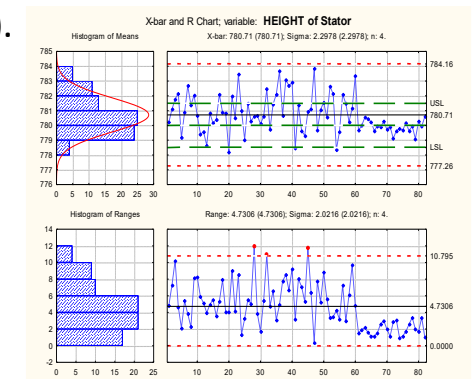 ).
X-bar and R Chart; variable: HEIGHT of Stator
Histogram of Means
X-bar: 780.71 (780.71); Sigma: 2.2978 (2.2978); n: 4.
785
784
783
782
781
780
779
778
777
776
0 5 10 15 20 25 30
10 20 30 40 50 60 70 80
784.16
USL
780.71
LSL
777.26
Histogram of Ranges
Range: 4.7306 (4.7306); Sigma: 2.0216 (2.0216); n: 4.
14
12
10
8
6
4
2
0
-2
0 5 10 15 20 25
10 20 30 40 50 60 70 80
10.795
4.7306
0.0000